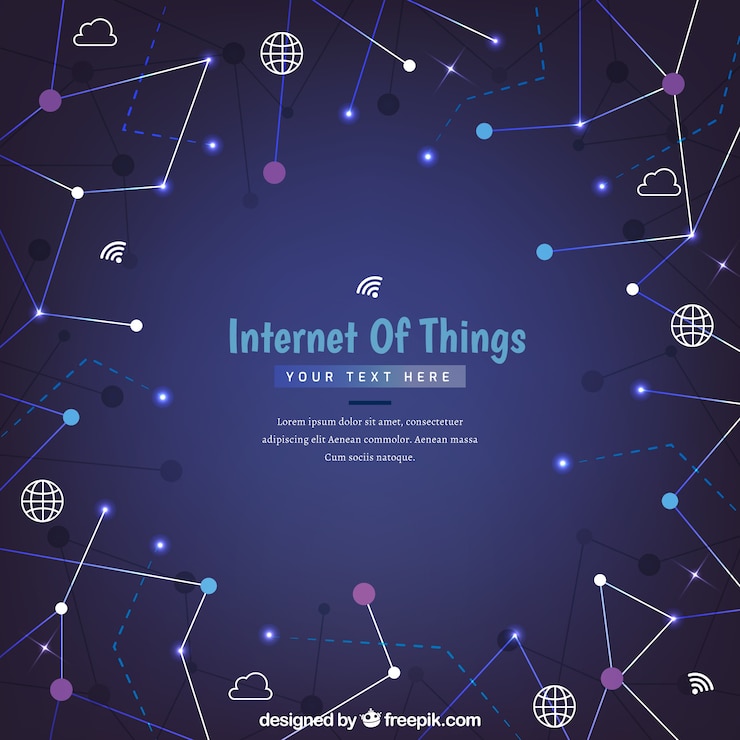 Internet Of Things
YOUR TEXT HERE
Lorem ipsum dolor sit amet, consectetuer
adipiscing elit Aenean commolor. Aenean massa
Cum sociis natoque.
designed by freepik.com